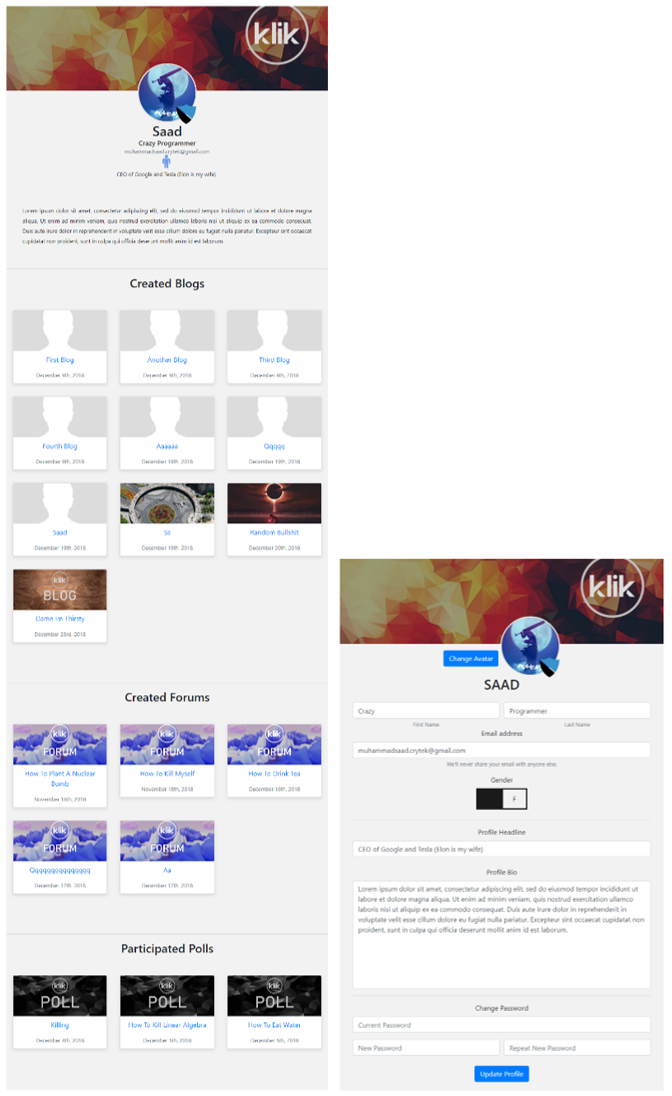 klik
Saad
Crazy Programmer
muhammadsaad.crytek@gmail.com
CEO of Google and Tesla (Elon is my wife)
Lorem ipsum dolor sit amet, consectetur adipiscing elit, sed do eiusmod tempor incididunt ut labore et dolore magna
aliqua. Ut enim ad minim veniam, quis nostrud exercitation ullamco laboris nisi ut aliquip ex ea commodo consequat.
Duis aute irure dolor in reprehenderit in voluptate velit esse cillum dolore eu fugiat nulla pariatur. Excepteur sint occaecat
cupidatat non proident, sunt in culpa qui officia deserunt mollit anim id est laborum.
Created Blogs
First Blog
Another Blog
Third Blog
December 9th, 2018
December 9th, 2018
December 9th, 2018
Fourth Blog
Aaaaaa
Qqqqq
December 9th, 2018
December 19th, 2018
December 19th, 2018
Saad
Ss
Random Bullshit
December 19th, 2018
December 19th, 2018
December 20th, 2018
klik
BLOG
Damn Im Thirsty
December 23rd, 2018
Created Forums
klik
FORUM
klik
FORUM
klik
FORUM
How To Plant A Nuclear
Bomb
How To Kill Myself
How To Drink Tea
November 18th, 2018
November 18th, 2018
December 16th, 2018
klik
FORUM
klik
FORUM
Qqqqqqqqqqqqqqq
Aa
December 17th, 2018
December 17th, 2018
Participated Polls
klik
POLL
klik
POLL
klik
POLL
Killing
How To Kill Linear Algebra
How To Eat Water
December 4th, 2018
December 5th, 2018
December 5th, 2018
klik
Change Avatar
SAAD
Crazy
Programmer
First Name
Last Name
Email address
muhammadsaad.crytek@gmail.com
We'll never share your email with anyone else.
Gender
F
Profile Headline
CEO of Google and Tesla (Elon is my wife)
Profile Bio
Lorem ipsum dolor sit amet, consectetur adipiscing elit, sed do eiusmod tempor incididunt ut
labore et dolore magna aliqua. Ut enim ad minim veniam, quis nostrud exercitation ullamco
laboris nisi ut aliquip ex ea commodo consequat. Duis aute irure dolor in reprehenderit in
voluptate velit esse cillum dolore eu fugiat nulla pariatur. Excepteur sint occaecat cupidatat non
proident, sunt in culpa qui officia deserunt mollit anim id est laborum.
Change Password
Current Password
New Password
Repeat New Password
Update Profile